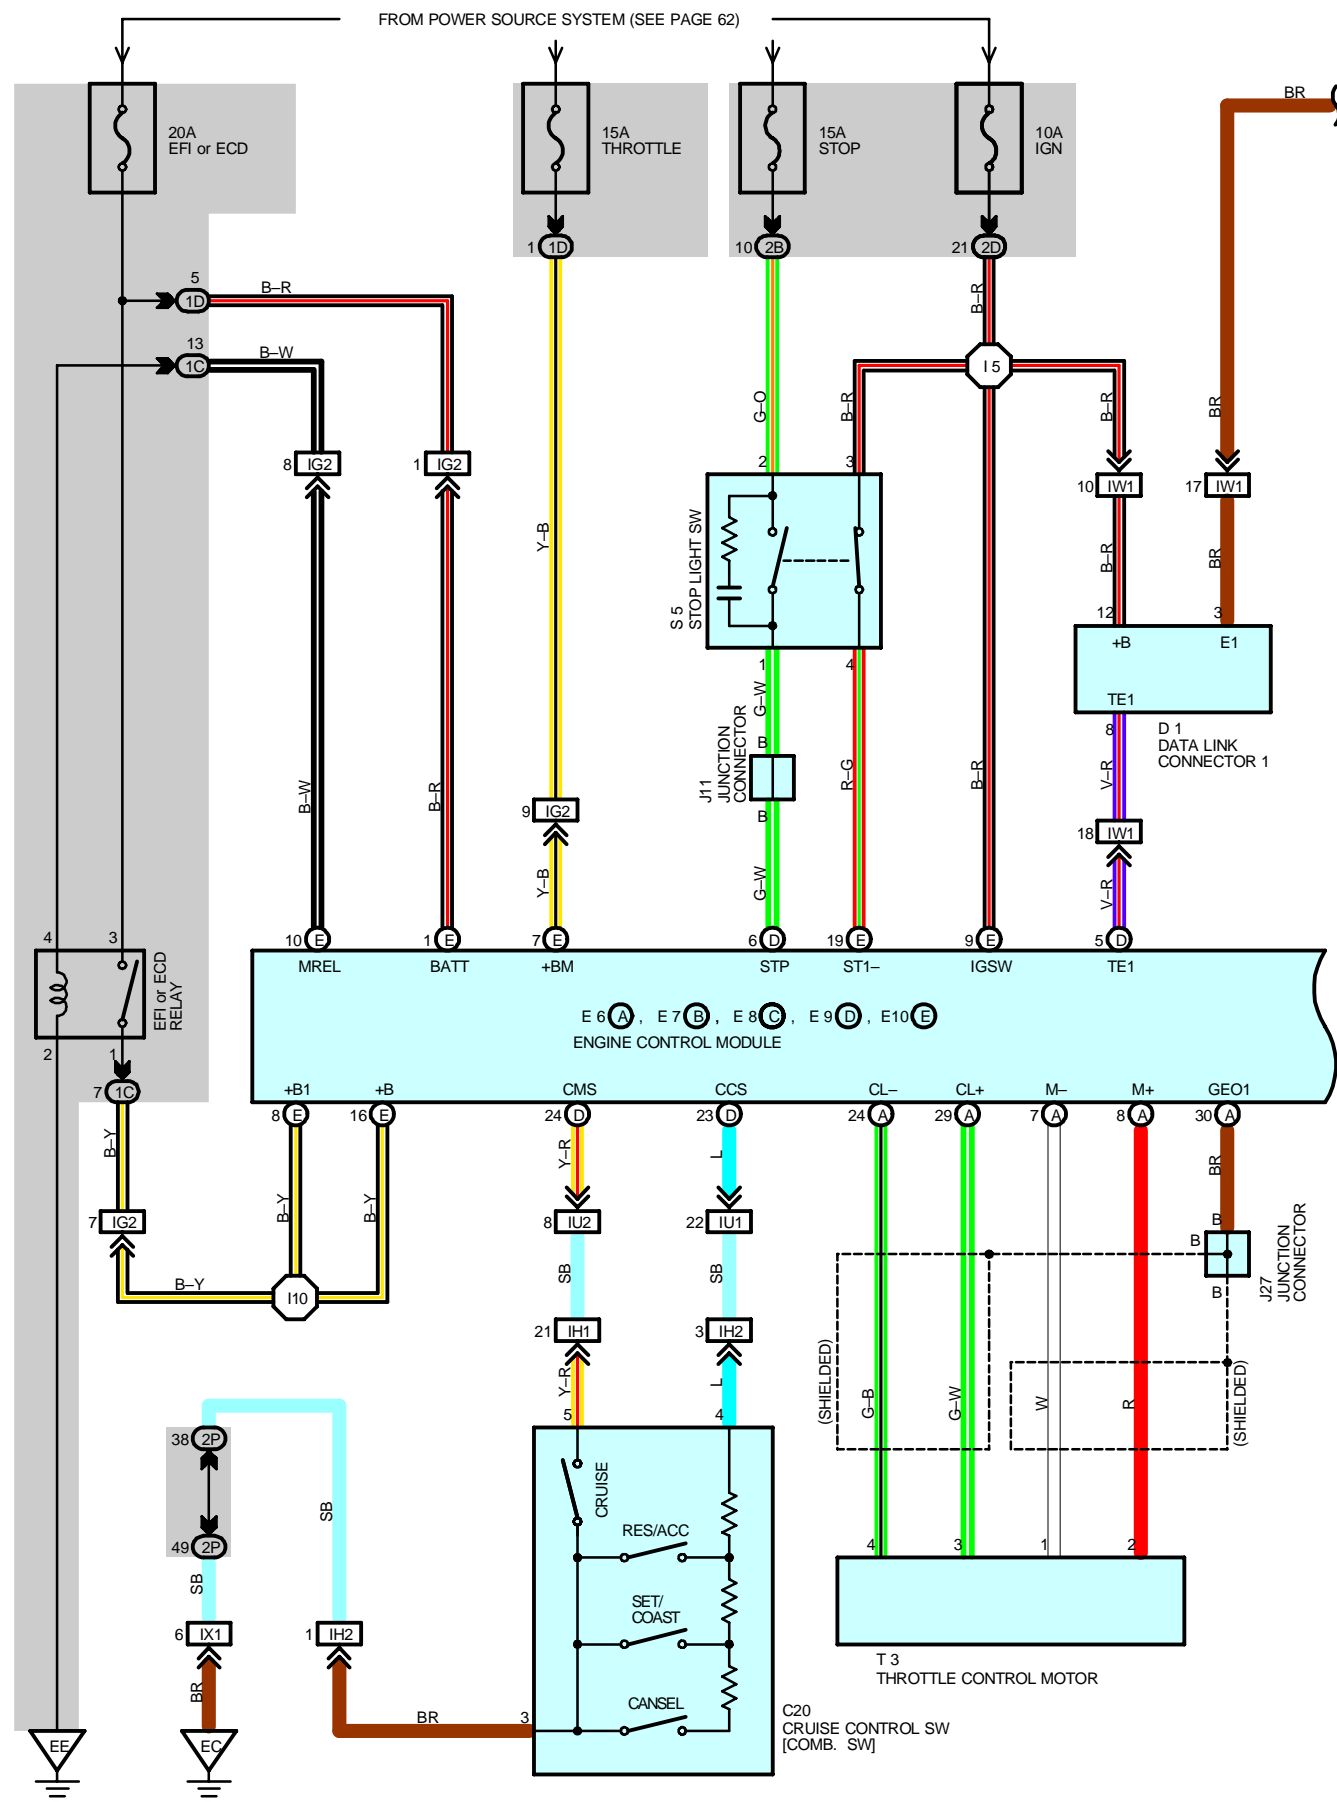 FROM POWER SOURCE SYSTEM (SEE PAGE 62)
BR
20A
EFI or ECD
15A
THROTTLE
15A
STOP
10A
IGN
1 1D
10 2B
21 2D
5
1D
B–R
B–R
13
1C
B–W
I 5
G–O
B–R
B–R
BR
8 IG2
1 IG2
2
3
10 IW1
17 IW1
Y–B
S 5
STOP LIGHT SW
B–R
BR
12
3
+B
E1
1
4
TE1
8
D 1
DATA LINK
CONNECTOR 1
G–W
B
J11
JUNCTION
CONNECTOR
B
B–W
B–R
R–G
B–R
V–R
9 IG2
18 IW1
Y–B
G–W
V–R
4
3
10 E
1 E
7 E
6 D
19 E
9 E
5 D
MREL
BATT
+BM
STP
ST1–
IGSW
TE1
EFI or ECD
RELAY
E 6 A , E 7 B , E 8 C , E 9 D , E10 E
ENGINE CONTROL MODULE
2
1
7 1C
+B1
+B
CMS
CCS
CL–
CL+
M–
M+
GEO1
8 E
16 E
24 D
23 D
24 A
29 A
7 A
8 A
30 A
B–Y
Y–R
L
BR
B–Y
B–Y
7 IG2
8 IU2
22 IU1
B
B
B
J27
JUNCTION
CONNECTOR
B–Y
I10
SB
SB
21 IH1
3 IH2
(SHIELDED)
(SHIELDED)
Y–R
L
G–B
G–W
W
R
5
4
38 2P
SB
CRUISE
RES/ACC
49 2P
4
3
1
2
SB
SET/
COAST
6 IX1
1 IH2
T 3
THROTTLE CONTROL MOTOR
BR
BR
3
CANSEL
C20
CRUISE CONTROL SW
[COMB. SW]
EE
EC